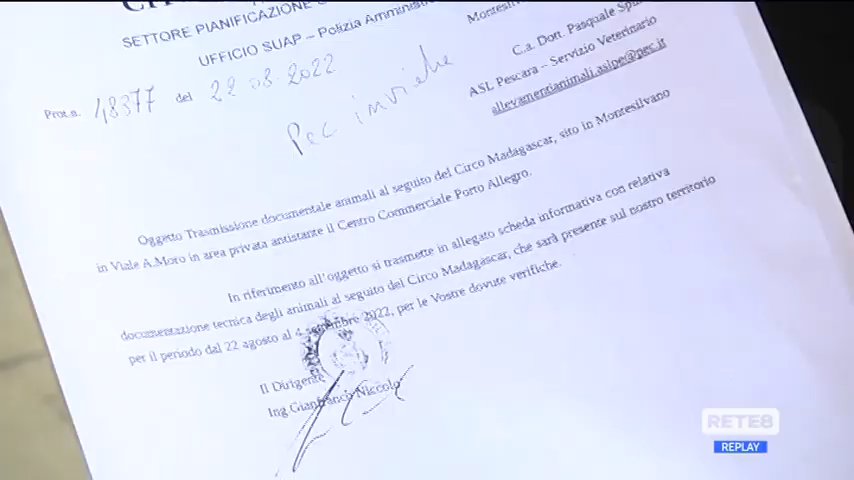 SETTORE PIANIFICAZIONE
UFFICIO SUAP – Polizia Amministr
Montesilv
C.a. Dott. Pasquale
ASL Pescara – Servizio Veterinario
allevamentianimali.aslpe@pec.it
Prot.n. 48377 del 22 08 2022
Pec inviche
Oggetto Trasmissione documentale animali al seguito del Circo Madagascar, sito in Montesilvano
in Viale A.Moro in area privata antistante il Centro Commerciale Porto Allegro.
In riferimento all'oggetto si trasmette in allegato scheda informativa con relativa
documentazione tecnica degli animali al seguito del Circo Madagascar, che sarà presente sul nostro territorio
per il periodo dal 22 agosto al 4 settembre 2022, per le Vostre dovute verifiche.
Il Dirigente
Ing Gianfranco Niccolò
RETE8
REPLAY